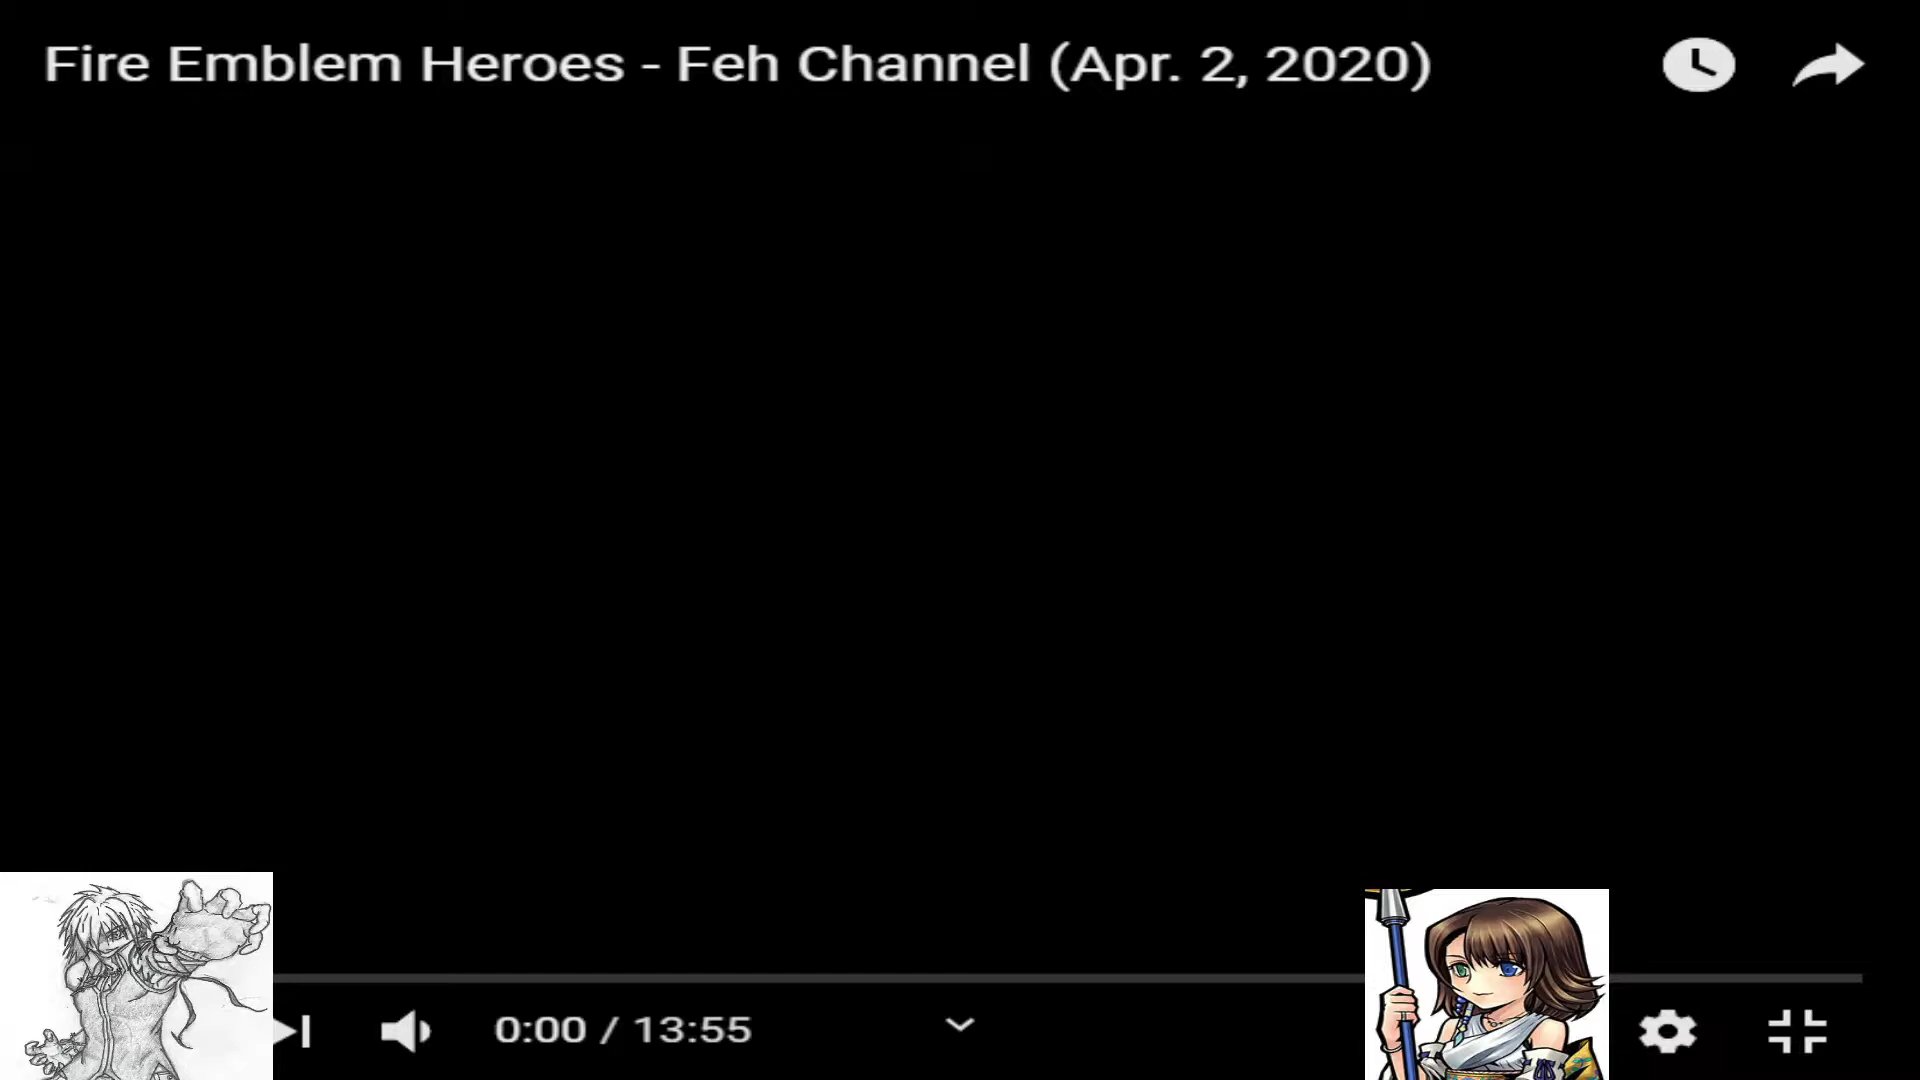 Fire Emblem Heroes - Feh Channel (Apr. 2, 2020)
0:00 / 13:55